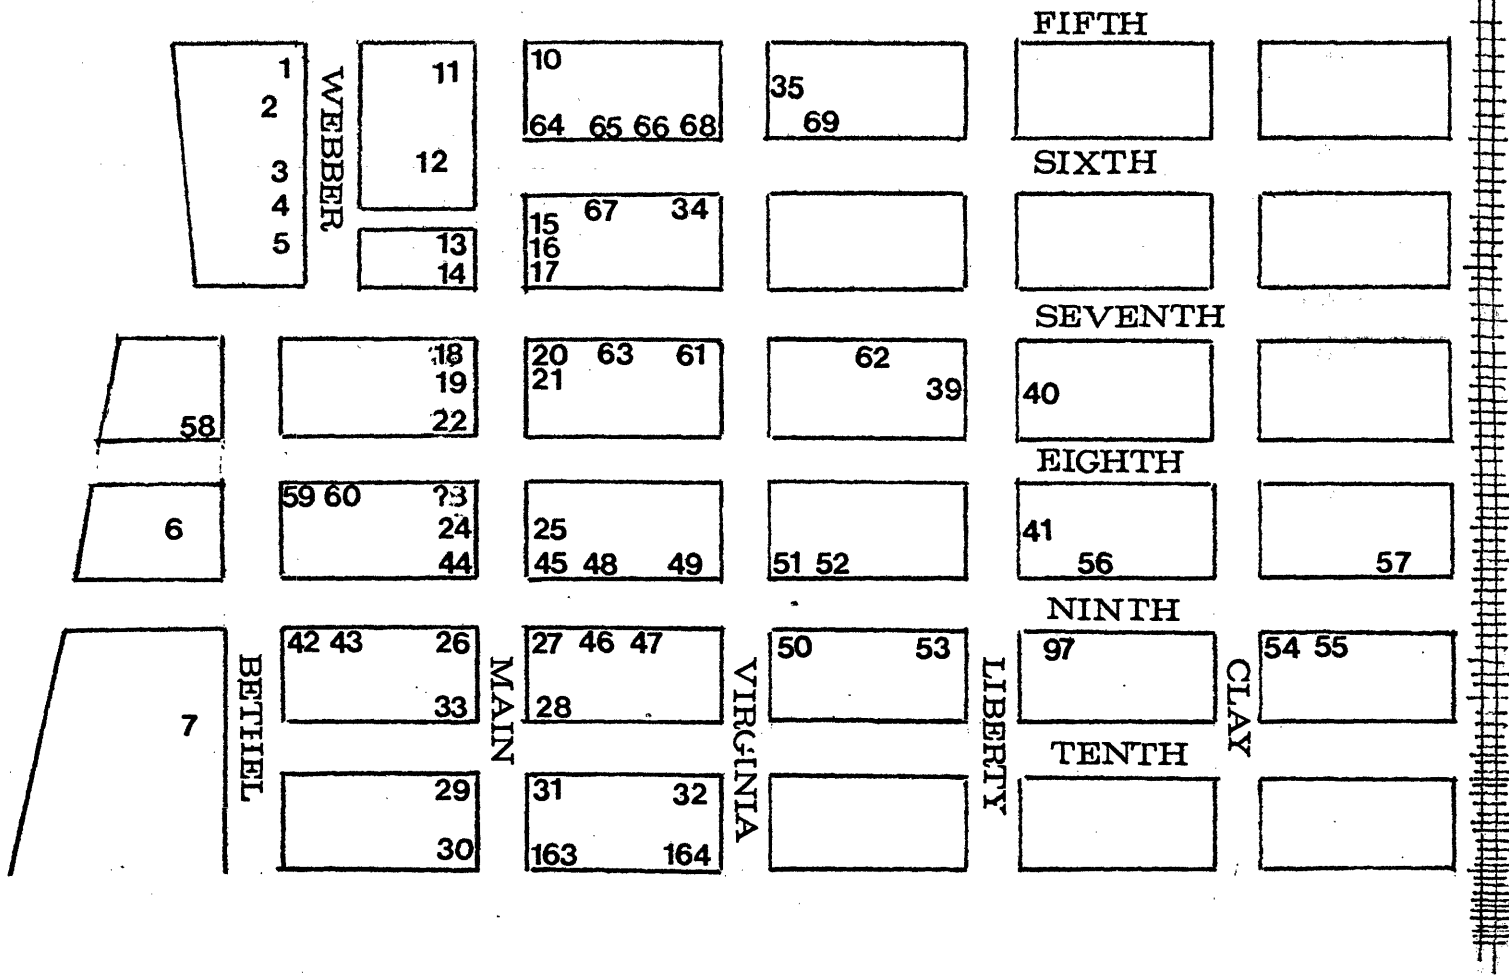 FIFTH
1 11 10
2 35
WEBBER
64 65 66 68 69
3 12
SIXTH
4 67 34
5 13 15
16
14 17
SEVENTH
18 20 63 61 62
19 21 39 40
58 22
EIGHTH
59 60
6 24 25 41
44 45 48 49 51 52 56 57
NINTH
42 43 26 27 46 47 50 53 97 54 55
BETHEL
MAIN
VIRGINIA
LIBERTY
CLAY
33 28
7
TENTH
29 31 32
30 163 164